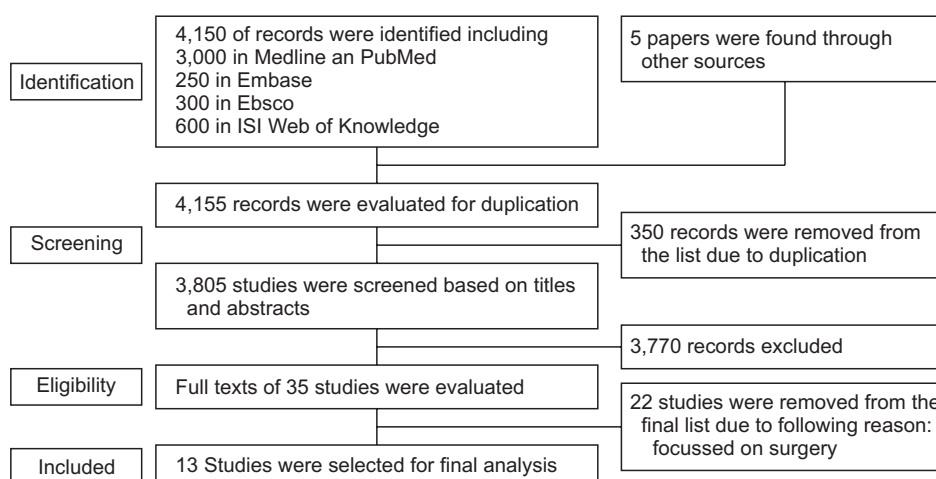 Identification
4,150 of records were identified including
3,000 in Medline an PubMed
250 in Embase
300 in Ebsco
600 in ISI Web of Knowledge
5 papers were found through
other sources
4,155 records were evaluated for duplication
Screening
350 records were removed from
the list due to duplication
3,805 studies were screened based on titles
and abstracts
3,770 records excluded
Eligibility
Full texts of 35 studies were evaluated
22 studies were removed from the
final list due to following reason:
focussed on surgery
Included
13 Studies were selected for final analysis